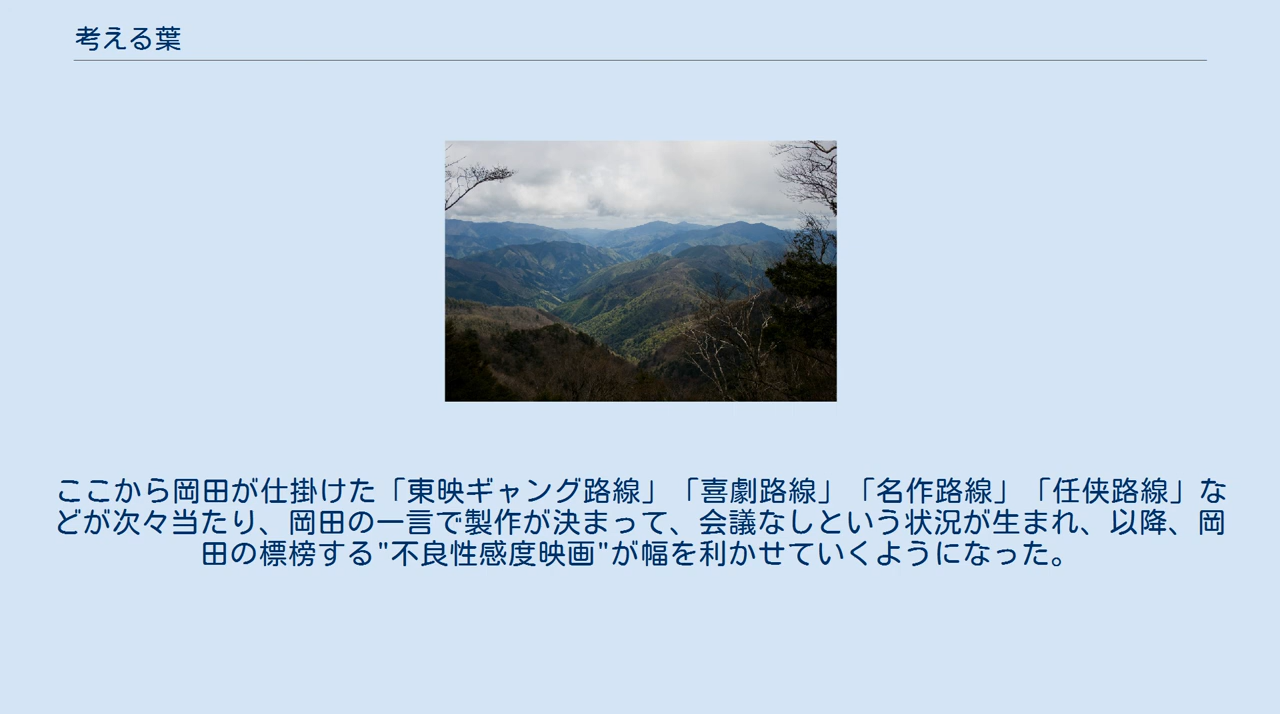 考える葉
ここから岡田が仕掛けた「東映ギャング路線」「喜劇路線」「名作路線」「任侠路線」な
どが次々当たり、岡田の一言で製作が決まって、会議なしという状況が生まれ、以降、岡
田の標榜する"不良性感度映画"が幅を利かせていくようになった。